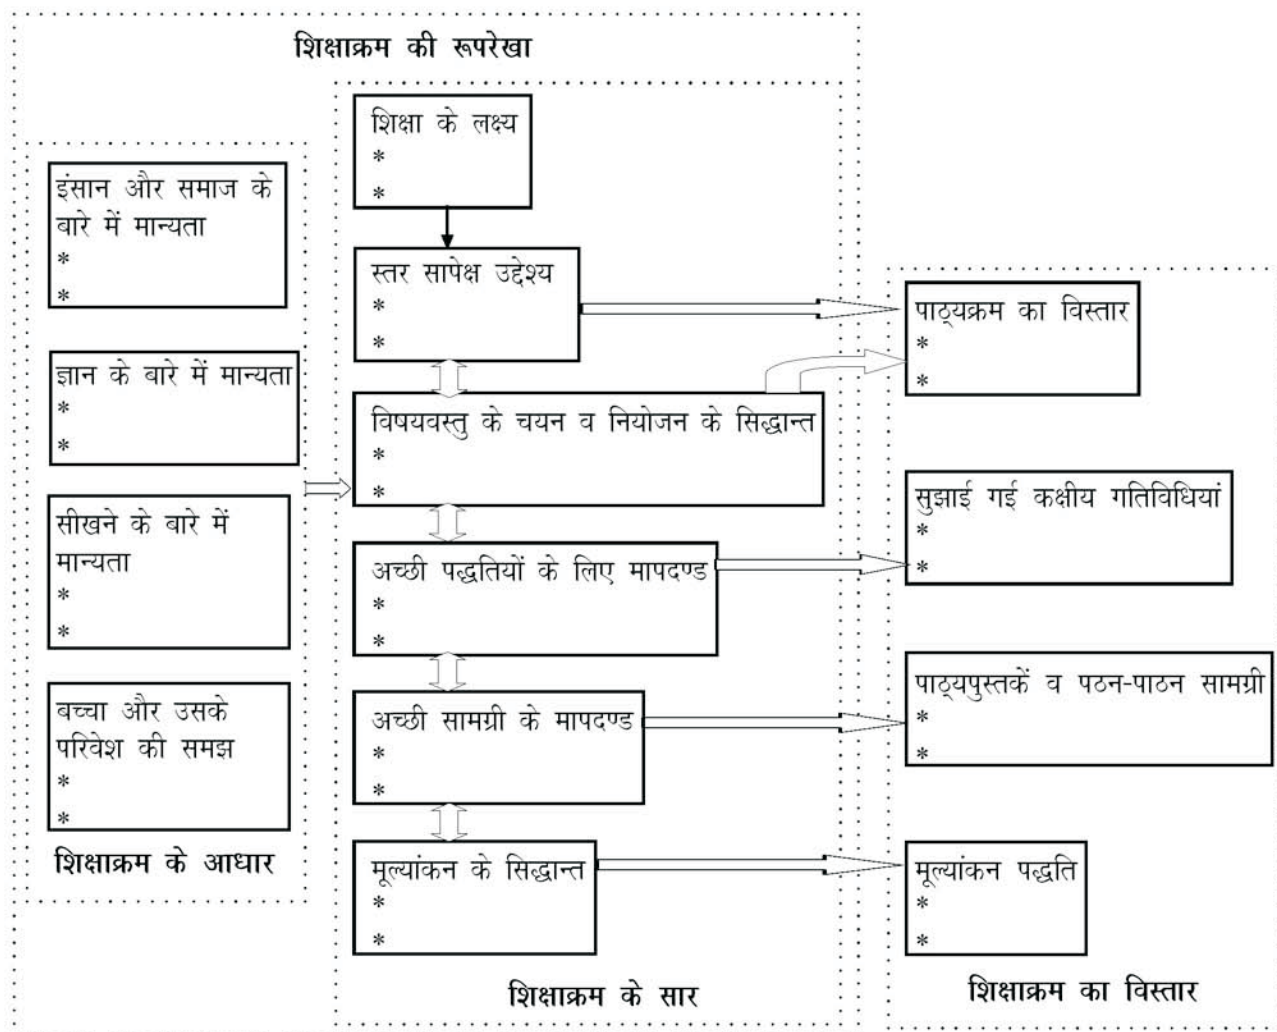 शिक्षाक्रम की रूपरेखा
इंसान और समाज के
बारे में मान्यता
*
*
ज्ञान के बारे में मान्यता
*
*
सीखने के बारे में
मान्यता
*
*
बच्चा और उसके
परिवेश की समझ
*
*
शिक्षाक्रम के आधार
शिक्षा के लक्ष्य
*
*
स्तर सापेक्ष उद्देश्य
*
*
विषयवस्तु के चयन व नियोजन के सिद्धान्त
*
*
अच्छी पद्धतियों के लिए मापदण्ड
*
*
अच्छी सामग्री के मापदण्ड
*
*
मूल्यांकन के सिद्धान्त
*
*
शिक्षाक्रम के सार
पाठ्यक्रम का विस्तार
*
*
सुझाई गई कक्षीय गतिविधियां
*
*
पाठ्यपुस्तकें व पठन-पाठन सामग्री
*
*
मूल्यांकन पद्धति
*
*
शिक्षाक्रम का विस्तार